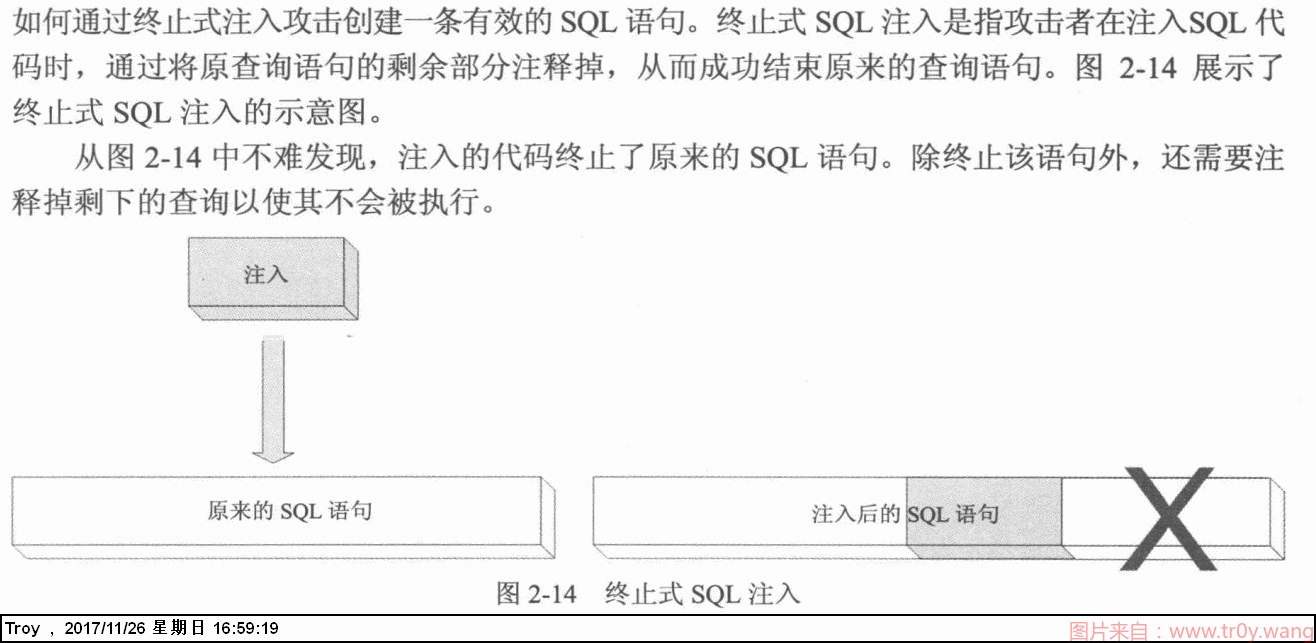 如何通过终止式注入攻击创建一条有效的 SQL 语句。终止式 SQL 注入是指攻击者在注入SQL 代
码时，通过将原查询语句的剩余部分注释掉，从而成功结束原来的查询语句。图 2-14 展示了
终止式 SQL 注入的示意图。
从图 2-14 中不难发现，注入的代码终止了原来的 SQL 语句。除终止该语句外，还需要注
释掉剩下的查询以使其不会被执行。
注入
原来的 SQL 语句
注入后的 SQL 语句
X
图 2-14 终止式 SQL 注入
Troy , 2017/11/26 星期日 16:59:19
图片来自：www.tr0y.wang